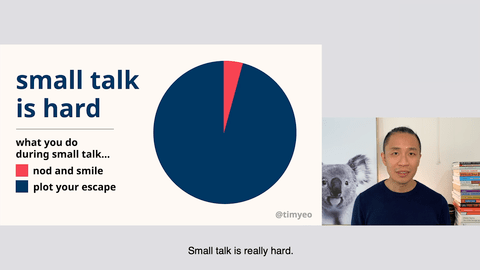 small talk
is hard
what you do
during small talk...
nod and smile
plot your escape
@timyeo
Small talk is really hard.